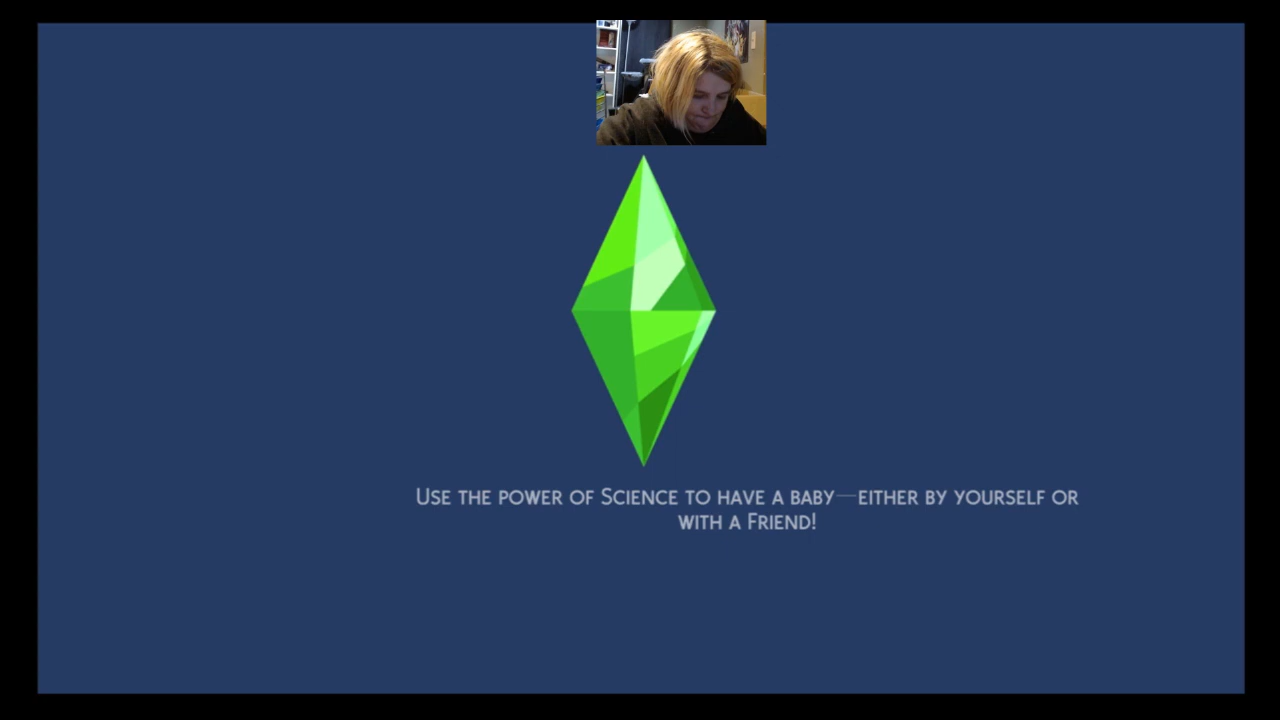 Use the power of Science to have a baby—either by yourself or
with a Friend!